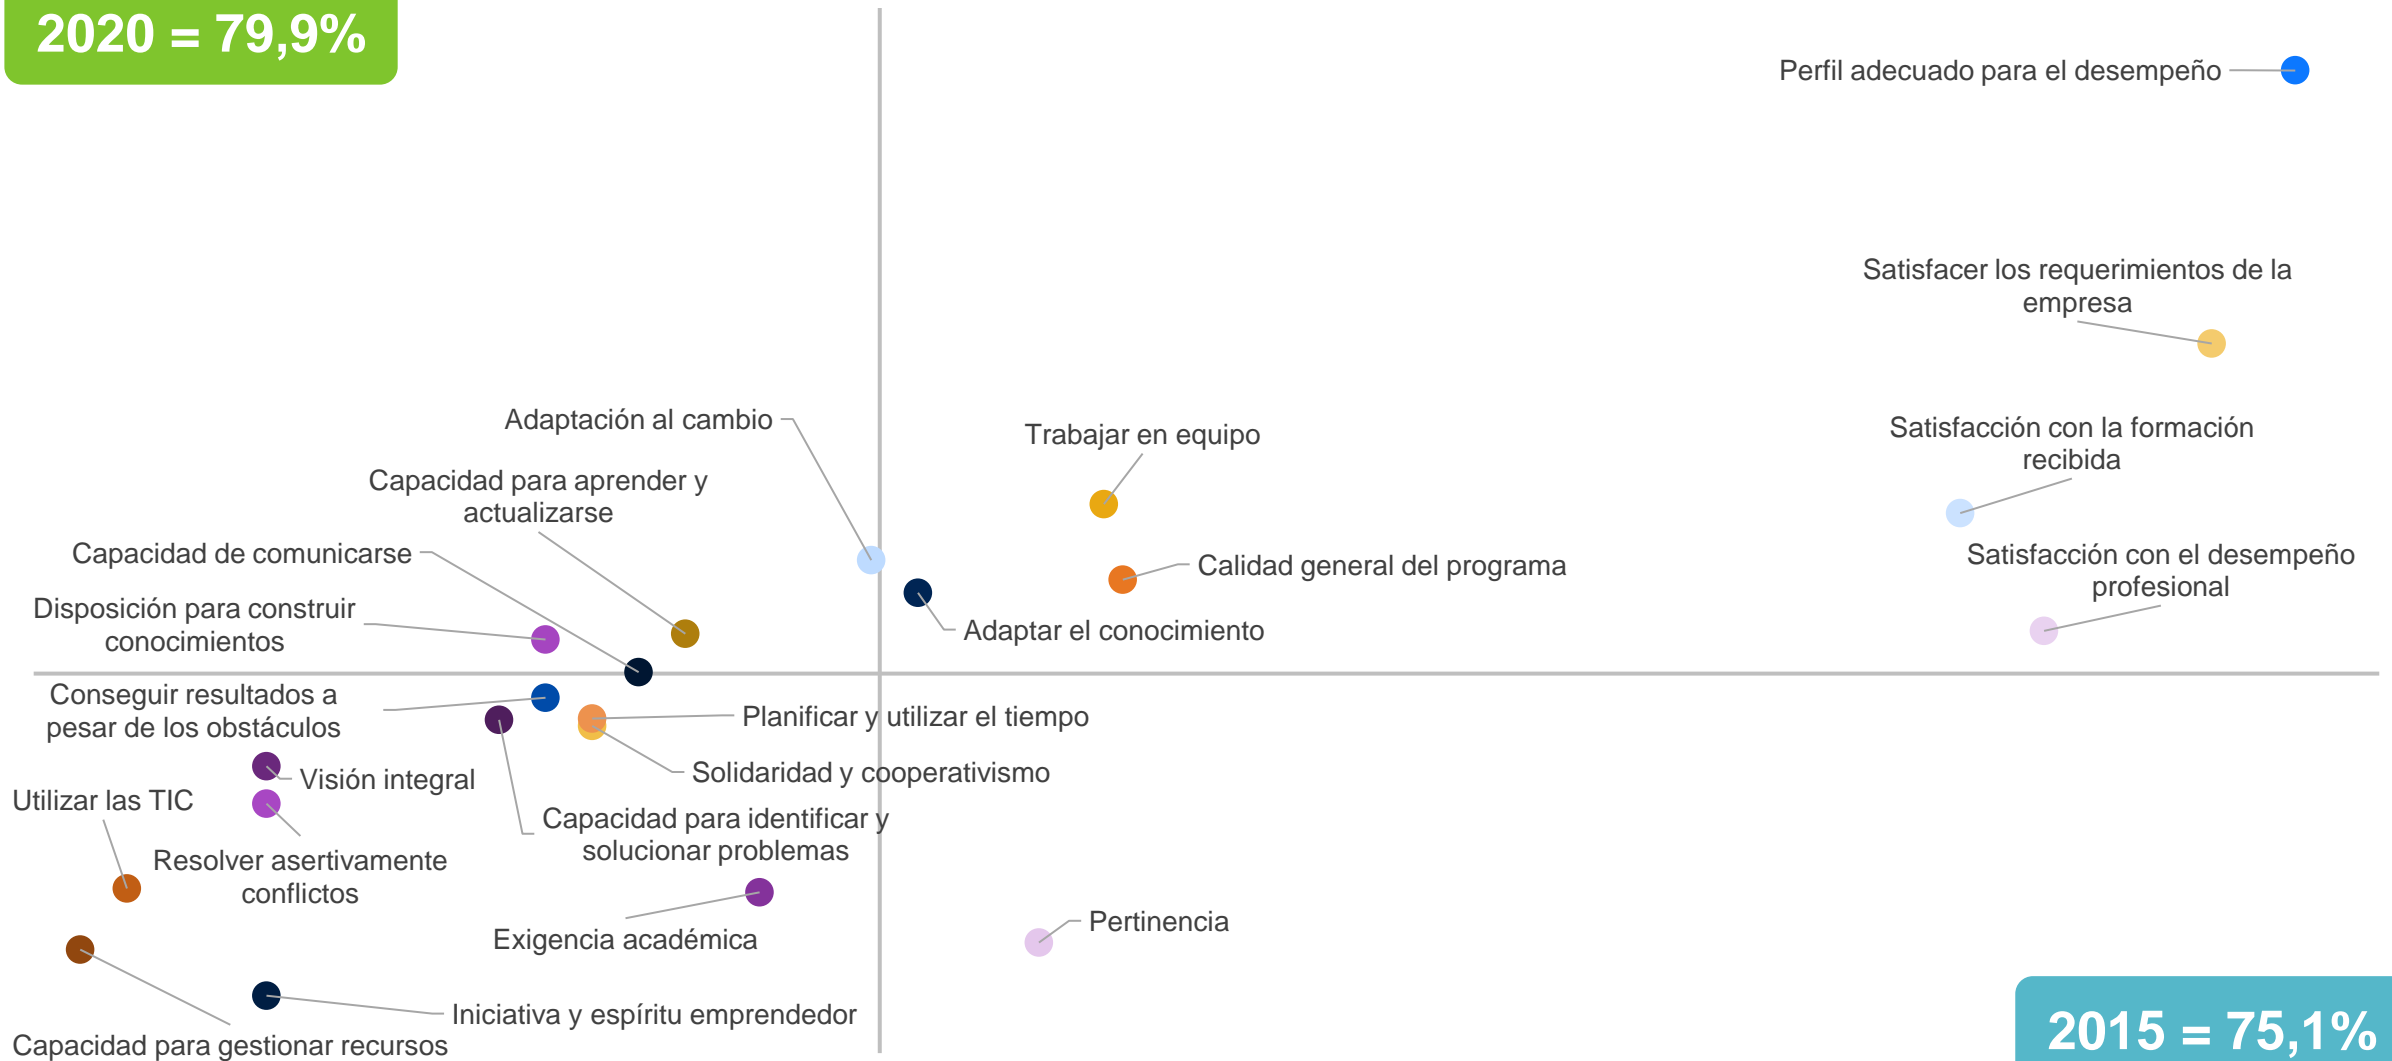 2020 = 79,9%
Perfil adecuado para el desempeño
Satisfacer los requerimientos de la
empresa
Adaptación al cambio
Trabajar en equipo
Satisfacción con la formación
recibida
Capacidad para aprender y
actualizarse
Capacidad de comunicarse
Calidad general del programa
Satisfacción con el desempeño
profesional
Disposición para construir
conocimientos
Adaptar el conocimiento
Conseguir resultados a
pesar de los obstáculos
Planificar y utilizar el tiempo
Solidaridad y cooperativismo
Visión integral
Utilizar las TIC
Capacidad para identificar y
solucionar problemas
Resolver asertivamente
conflictos
Exigencia académica
Pertinencia
Iniciativa y espíritu emprendedor
Capacidad para gestionar recursos
2015 = 75,1%